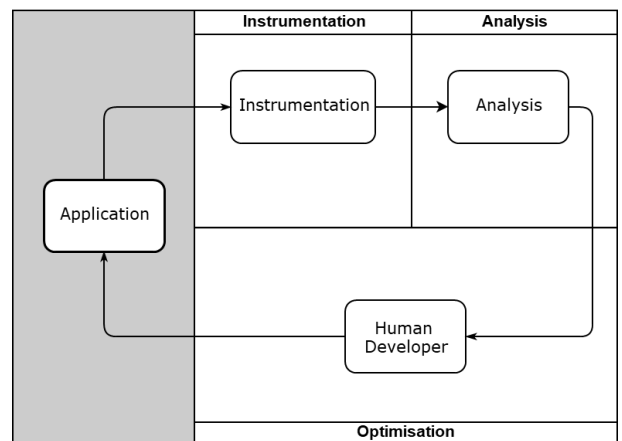 Instrumentation
Analysis
Instrumentation
Analysis
Application
Human
Developer
Optimisation